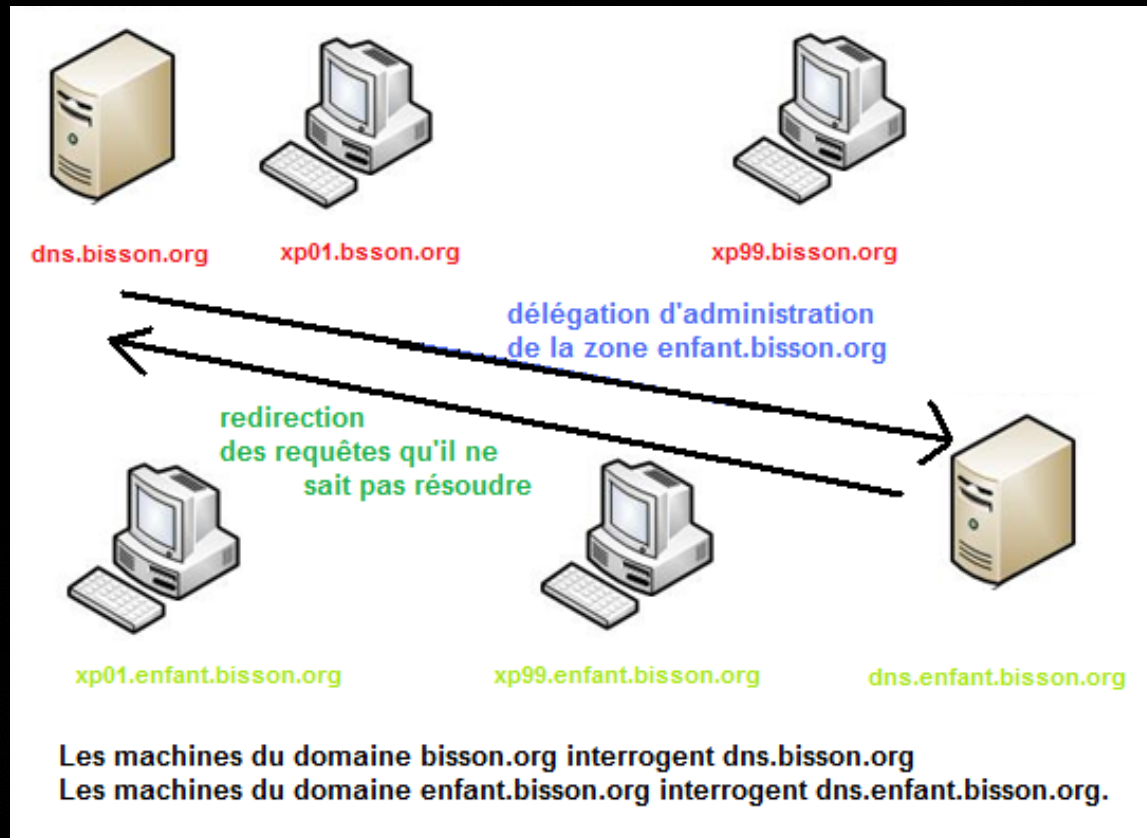 dns.bisson.org
xp01.bsson.org
xp99.bisson.org
délégation d'administration
de la zone enfant.bisson.org
redirection
des requêtes qu'il ne
sait pas résoudre
xp01.enfant.bisson.org
xp99.enfant.bisson.org
dns.enfant.bisson.org
Les machines du domaine bisson.org interrogent dns.bisson.org
Les machines du domaine enfant.bisson.org interrogent dns.enfant.bisson.org.